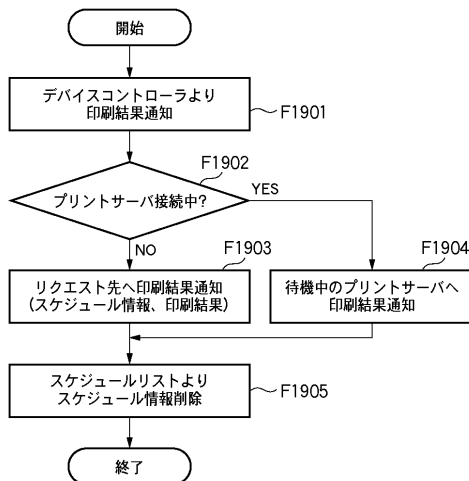 開始
デバイスコントローラより
印刷結果通知
F1901
F1902
プリントサーバ接続中?
YES
NO
F1903
F1904
リクエスト先へ印刷結果通知
(スケジュール情報、印刷結果)
待機中のプリントサーバへ
印刷結果通知
スケジュールリストより
スケジュール情報削除
F1905
終了